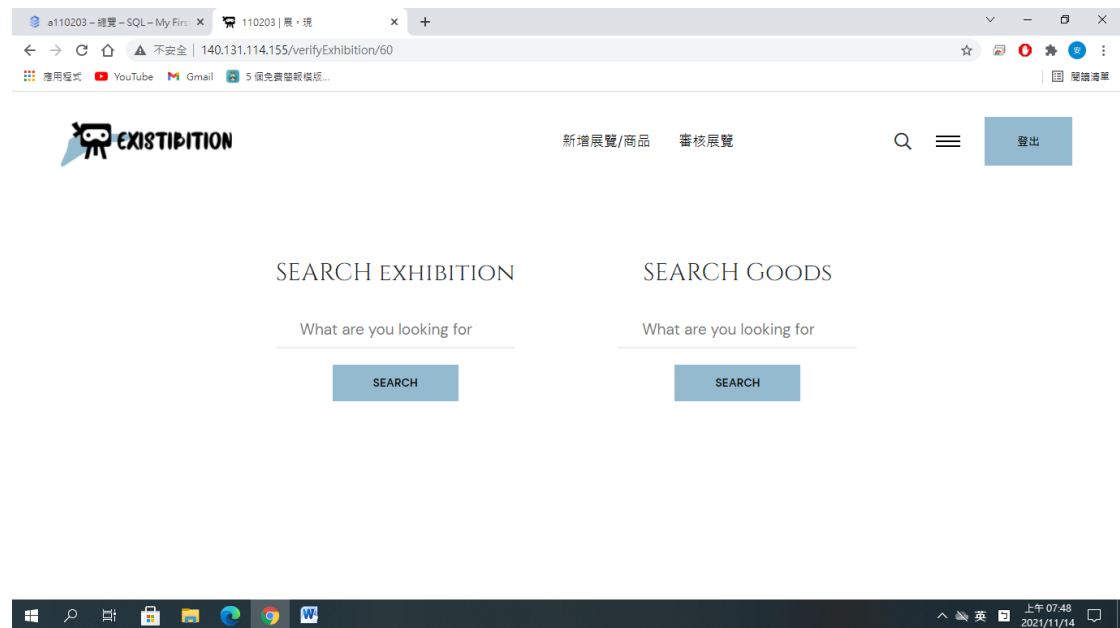 a110203 – 總覽 – SQL – My Firs
110203 | 展・現
不安全 | 140.131.114.155/verifyExhibition/60
安
應用程式 YouTube Gmail 5 個免費簡報模版... 閱讀清單
EXISTIBITION 新增展覽/商品 審核展覽 登出
SEARCH EXHIBITION SEARCH GOODS
What are you looking for What are you looking for
SEARCH SEARCH
W 英 上午 07:48
2021/11/14